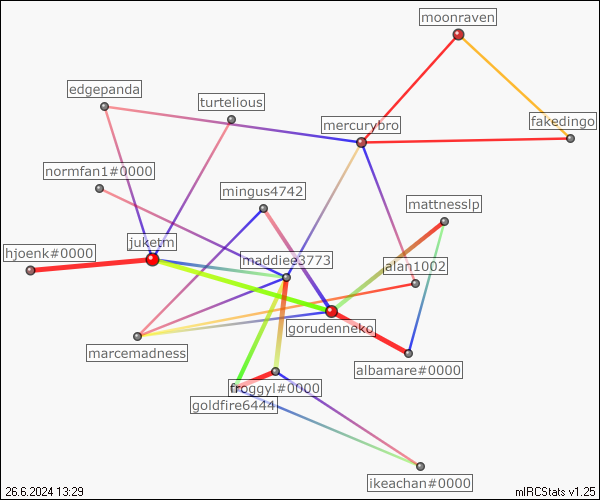 moonraven
edgepanda
turtelious
mercurybro
fakedingo
normfan1#0000
mingus4742
mattnesslp
juketm
hjoenk#0000
maddiee3773
alan1002
gorudenneko
marcemadness
albamare#0000
froggyl#0000
goldfire6444
ikeachan#0000
26.6.2024 13:29
mIRCStats v1.25